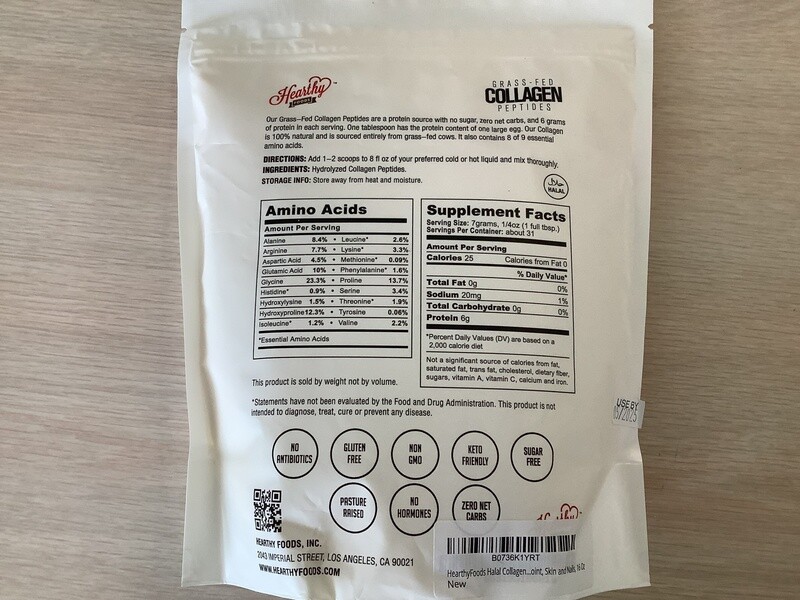 Hearthy™
FOODS
GRASS-FED
COLLAGEN
PEPTIDES
Our Grass-Fed Collagen Peptides are a protein source with no sugar, zero net carbs, and 6 grams
of protein in each serving. One tablespoon has the protein content of one large egg. Our Collagen
is 100% natural and is sourced entirely from grass-fed cows. It also contains 8 of 9 essential
amino acids.
DIRECTIONS: Add 1-2 scoops to 8 fl oz of your preferred cold or hot liquid and mix thoroughly.
INGREDIENTS: Hydrolyzed Collagen Peptides.
STORAGE INFO: Store away from heat and moisture.
حلال
HALAL
Amino Acids
Amount Per Serving
Alanine 8.4% • Leucine* 2.6%
Arginine 7.7% • Lysine* 3.3%
Aspartic Acid 4.5% • Methionine* 0.09%
Glutamic Acid 10% • Phenylalanine* 1.6%
Glycine 23.3% • Proline 13.7%
Histidine* 0.9% • Serine 3.4%
Hydroxylysine 1.5% • Threonine* 1.9%
Hydroxyproline 12.3% • Tyrosine 0.06%
Isoleucine* 1.2% • Valine 2.2%
*Essential Amino Acids
Supplement Facts
Serving Size: 7grams, 1/4oz (1 full tbsp.)
Servings Per Container: about 31
Amount Per Serving
Calories 25 Calories from Fat 0
% Daily Value*
Total Fat 0g 0%
Sodium 20mg 1%
Total Carbohydrate 0g 0%
Protein 6g
*Percent Daily Values (DV) are based on a
2,000 calorie diet
Not a significant source of calories from fat,
saturated fat, trans fat, cholesterol, dietary fiber,
sugars, vitamin A, vitamin C, calcium and iron.
This product is sold by weight not by volume.
*Statements have not been evaluated by the Food and Drug Administration. This product is not
intended to diagnose, treat, cure or prevent any disease.
USE BY
/2025
NO
ANTIBIOTICS
GLUTEN
FREE
NON
GMO
KETO
FRIENDLY
SUGAR
FREE
PASTURE
RAISED
NO
HORMONES
ZERO NET
CARBS
HEARTHY FOODS, INC.
2043 IMPERIAL STREET, LOS ANGELES, CA 90021
WWW.HEARTHYFOODS.COM
B0736K1YRT
HearthyFoods Halal Collagen...oint, Skin and Nails, 16 Oz
New